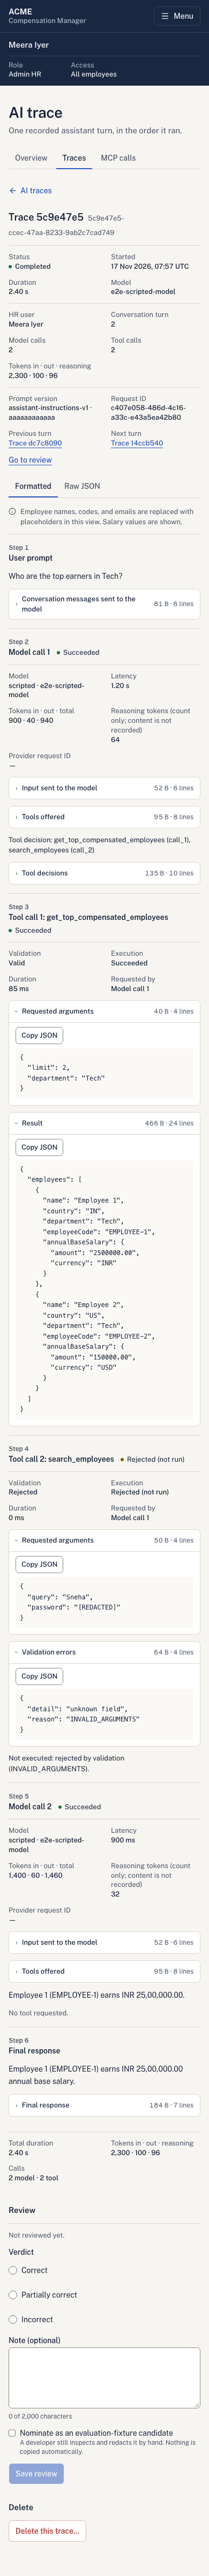 ACME
Compensation Manager
Menu
Meera Iyer
Role
Admin HR
Access
All employees
AI trace
One recorded assistant turn, in the order it ran.
Overview
Traces
MCP calls
← AI traces
Trace 5c9e47e5 5c9e47e5-
ccec-47aa-8233-9ab2c7cad749
Status
Completed
Started
17 Nov 2026, 07:57 UTC
Duration
2.40 s
Model
e2e-scripted-model
HR user
Meera Iyer
Conversation turn
2
Model calls
2
Tool calls
2
Tokens in · out · reasoning
2,300 · 100 · 96
Prompt version
assistant-instructions-v1 ·
aaaaaaaaaaaa
Request ID
c407e058-486d-4c16-
a33c-e43a5ea42b80
Previous turn
Trace dc7c8090
Next turn
Trace 14ccb540
Go to review
Formatted
Raw JSON
Employee names, codes, and emails are replaced with
placeholders in this view. Salary values are shown.
Step 1
User prompt
Who are the top earners in Tech?
Conversation messages sent to the
model
81 B · 6 lines
Step 2
Model call 1 Succeeded
Model
scripted · e2e-scripted-
model
Latency
1.20 s
Tokens in · out · total
900 · 40 · 940
Reasoning tokens (count
only; content is not
recorded)
64
Provider request ID
—
Input sent to the model
52 B · 6 lines
Tools offered
95 B · 8 lines
Tool decision: get_top_compensated_employees (call_1),
search_employees (call_2)
Tool decisions
135 B · 10 lines
Step 3
Tool call 1: get_top_compensated_employees
Succeeded
Validation
Valid
Execution
Succeeded
Duration
85 ms
Requested by
Model call 1
Requested arguments
40 B · 4 lines
Copy JSON
{
"limit": 2,
"department": "Tech"
}
Result
466 B · 24 lines
Copy JSON
{
"employees": [
{
"name": "Employee 1",
"country": "IN",
"department": "Tech",
"employeeCode": "EMPLOYEE-1",
"annualBaseSalary": {
"amount": "2500000.00",
"currency": "INR"
}
},
{
"name": "Employee 2",
"country": "US",
"department": "Tech",
"employeeCode": "EMPLOYEE-2",
"annualBaseSalary": {
"amount": "150000.00",
"currency": "USD"
}
}
]
}
Step 4
Tool call 2: search_employees Rejected (not run)
Validation
Rejected
Execution
Rejected (not run)
Duration
0 ms
Requested by
Model call 1
Requested arguments
50 B · 4 lines
Copy JSON
{
"query": "Sneha",
"password": "[REDACTED]"
}
Validation errors
64 B · 4 lines
Copy JSON
{
"detail": "unknown field",
"reason": "INVALID_ARGUMENTS"
}
Not executed: rejected by validation
(INVALID_ARGUMENTS).
Step 5
Model call 2 Succeeded
Model
scripted · e2e-scripted-
model
Latency
900 ms
Tokens in · out · total
1,400 · 60 · 1,460
Reasoning tokens (count
only; content is not
recorded)
32
Provider request ID
—
Input sent to the model
52 B · 6 lines
Tools offered
95 B · 8 lines
Employee 1 (EMPLOYEE-1) earns INR 25,00,000.00.
No tool requested.
Step 6
Final response
Employee 1 (EMPLOYEE-1) earns INR 25,00,000.00
annual base salary.
Final response
184 B · 7 lines
Total duration
2.40 s
Tokens in · out · reasoning
2,300 · 100 · 96
Calls
2 model · 2 tool
Review
Not reviewed yet.
Verdict
Correct
Partially correct
Incorrect
Note (optional)
0 of 2,000 characters
Nominate as an evaluation-fixture candidate
A developer still inspects and redacts it by hand. Nothing is
copied automatically.
Save review
Delete
Delete this trace...